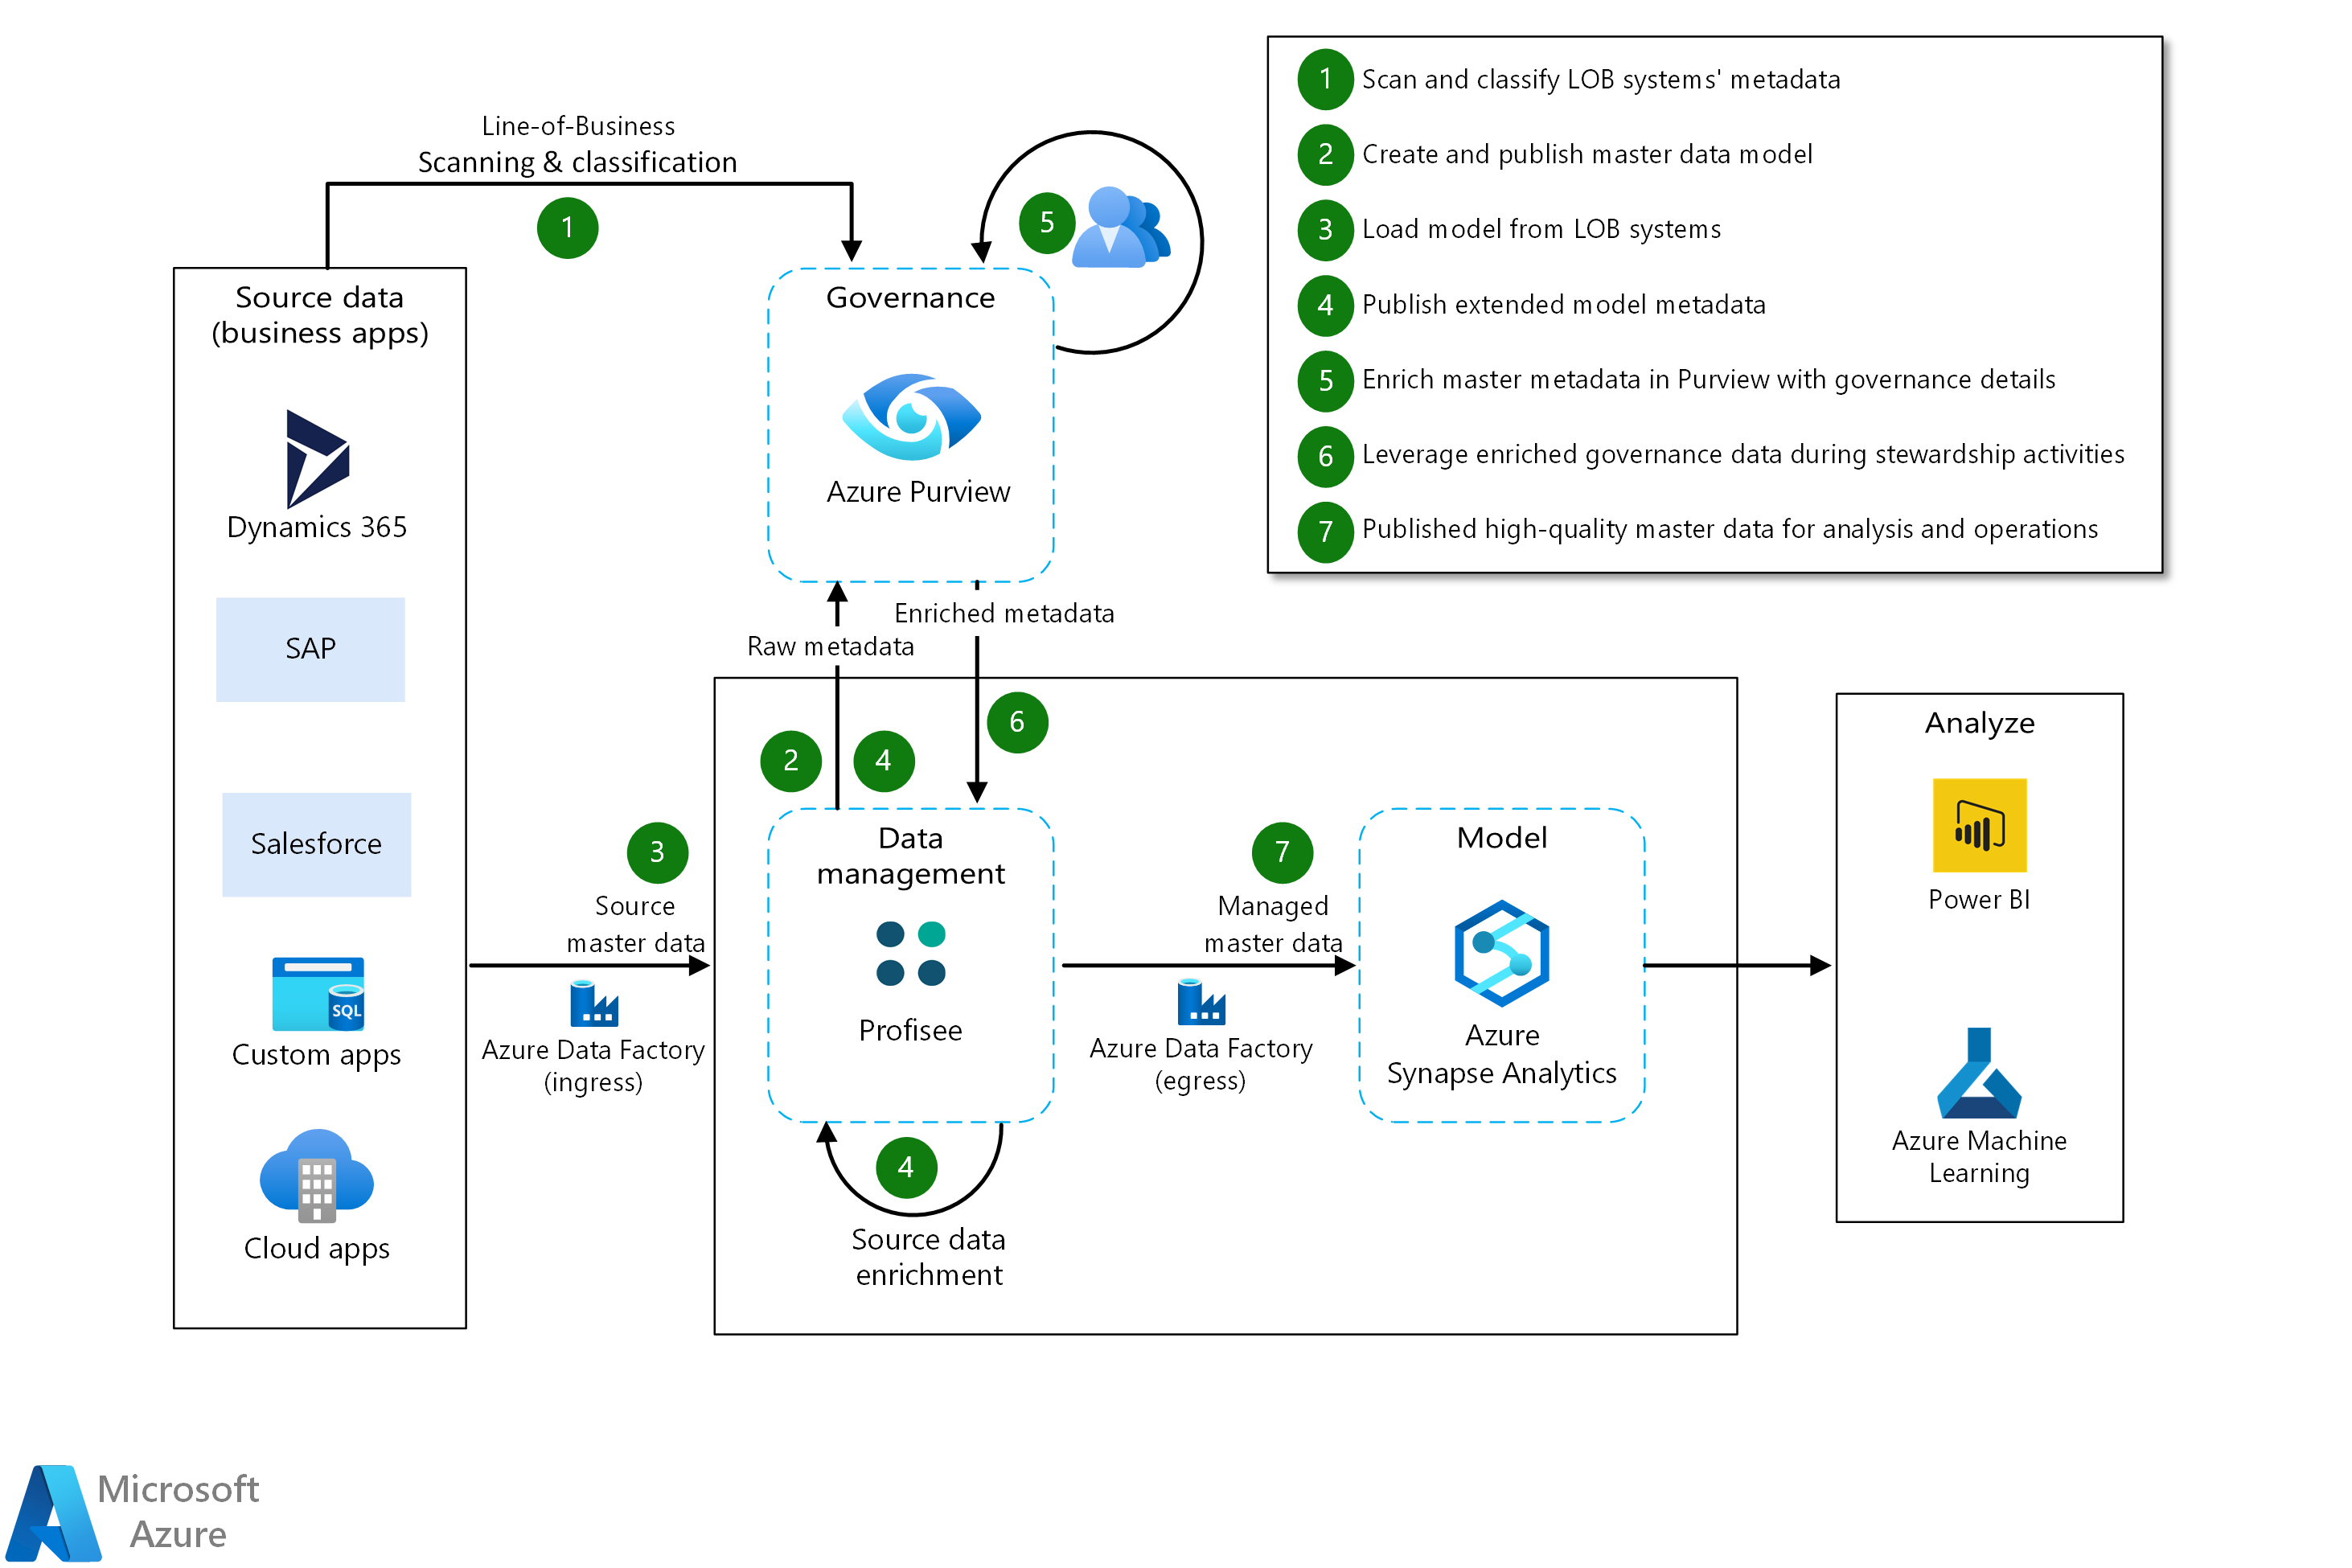 Line-of-Business
Scanning & classification
1
5
Source data
(business apps)
Dynamics 365
SAP
Salesforce
SQL
Custom apps
Cloud apps
Governance
Azure Purview
1 Scan and classify LOB systems' metadata
2 Create and publish master data model
3 Load model from LOB systems
4 Publish extended model metadata
5 Enrich master metadata in Purview with governance details
6 Leverage enriched governance data during stewardship activities
7 Published high-quality master data for analysis and operations
Enriched metadata
Raw metadata
6
2
4
3
Source
master data
Azure Data Factory
(ingress)
Data
management
Profisee
4
Source data
enrichment
7
Managed
master data
Azure Data Factory
(egress)
Model
Azure
Synapse Analytics
Analyze
Power BI
Azure Machine
Learning
Microsoft
Azure